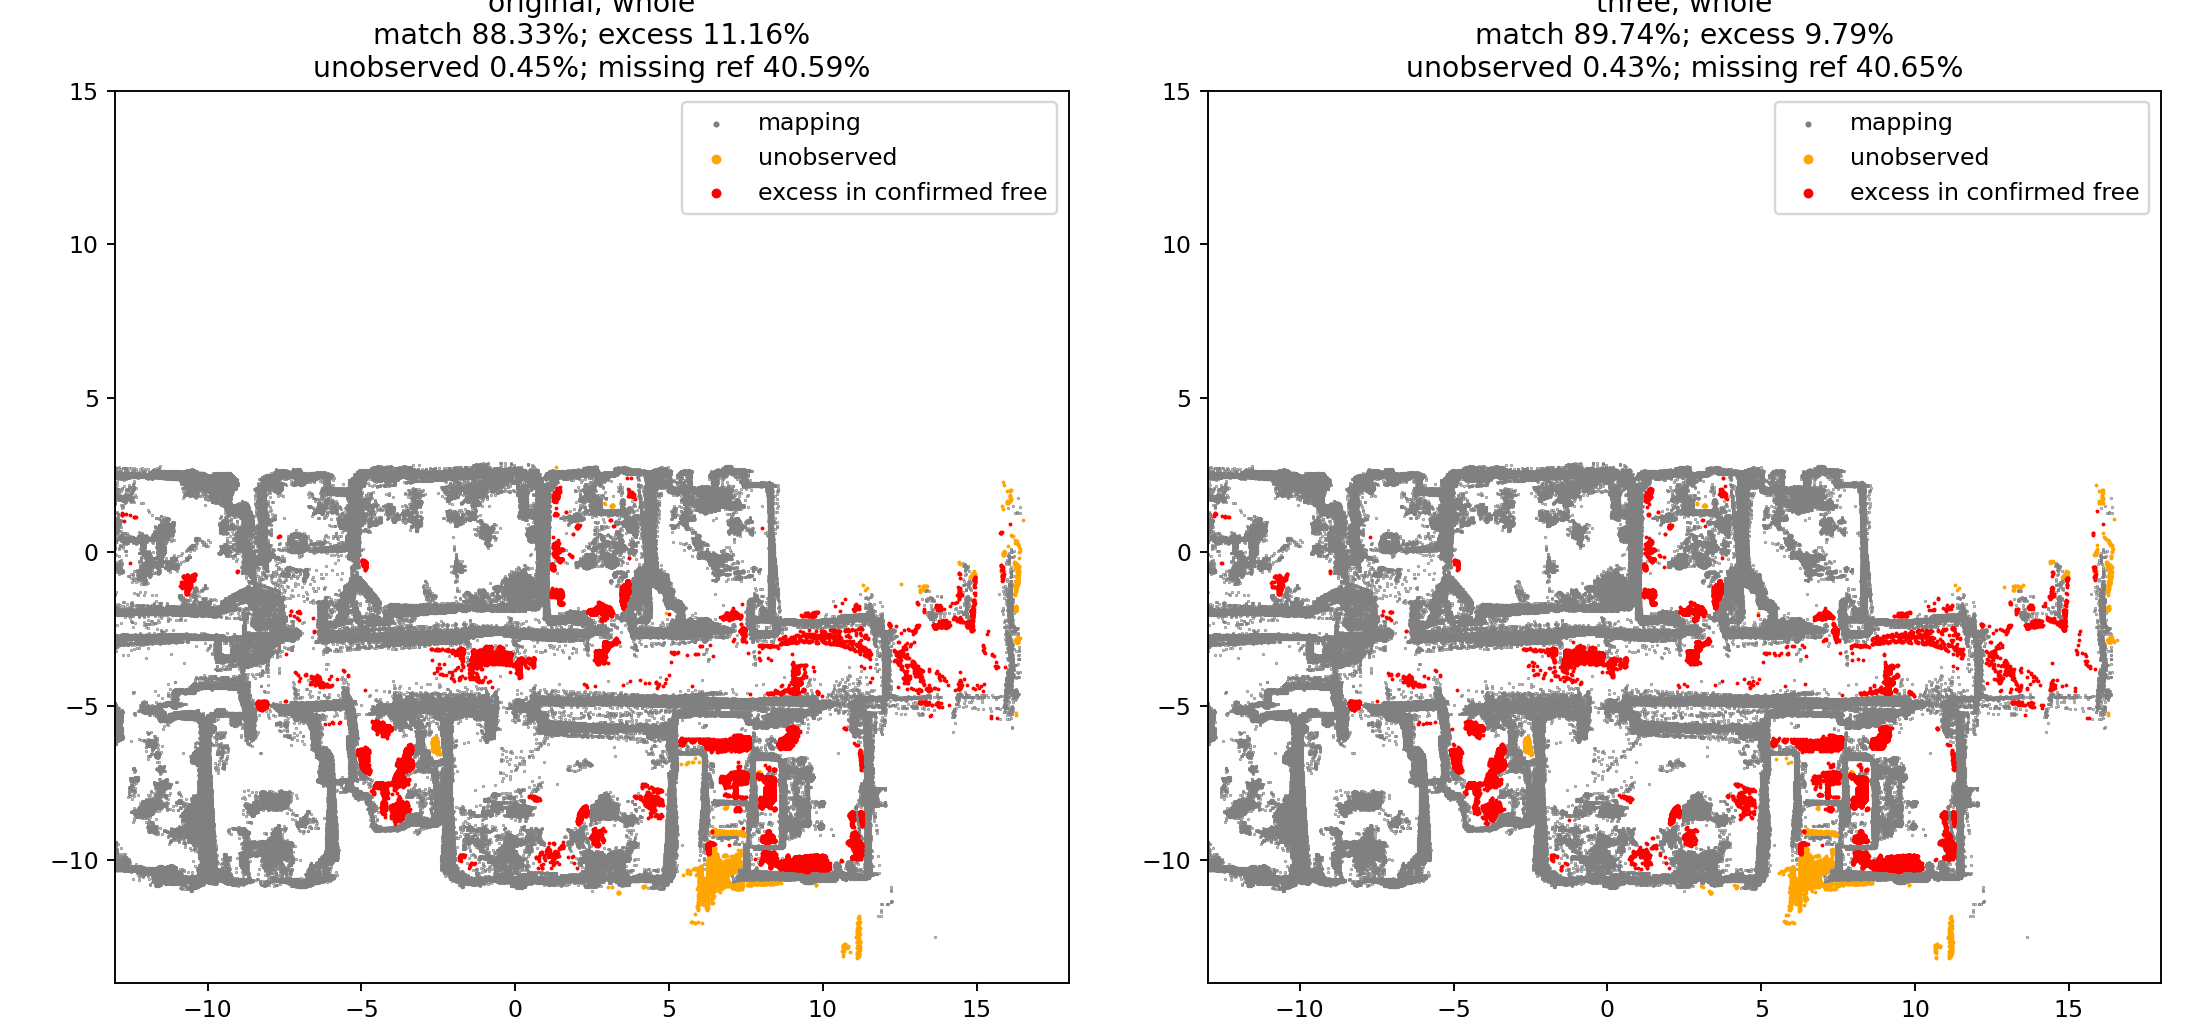 original, whole
match 88.33%; excess 11.16%
unobserved 0.45%; missing ref 40.59%
15
10
5
0
−5
−10
mapping
unobserved
excess in confirmed free
−10
−5
0
5
10
15
three, whole
match 89.74%; excess 9.79%
unobserved 0.43%; missing ref 40.65%
15
10
5
0
−5
−10
mapping
unobserved
excess in confirmed free
−10
−5
0
5
10
15